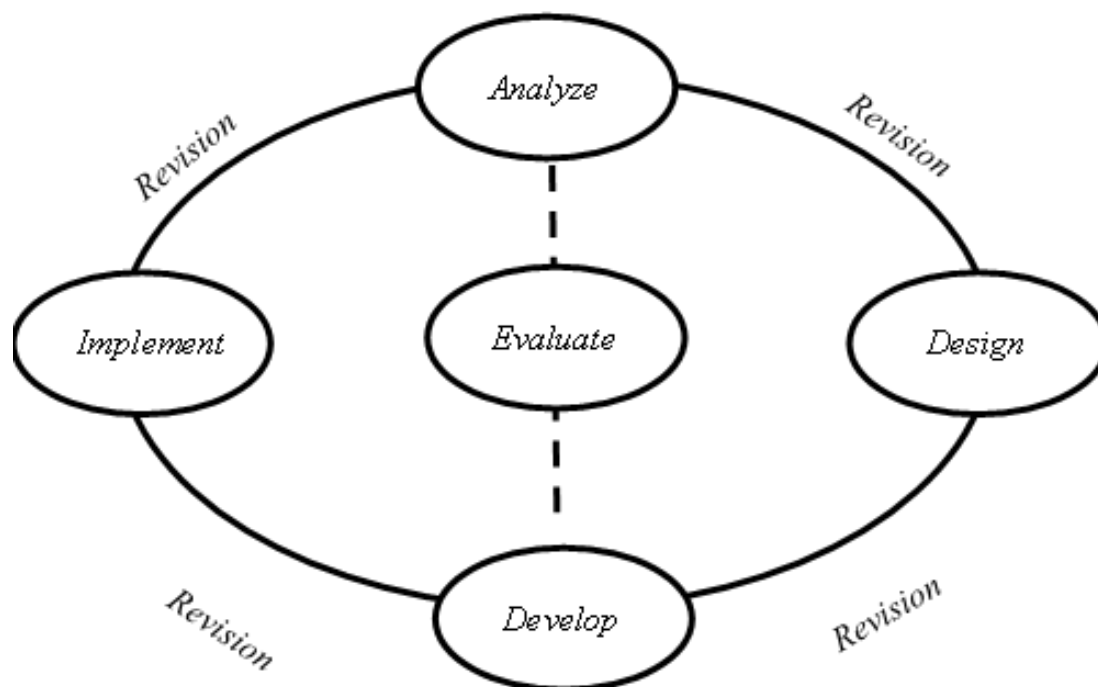 Analyze
Revision
Revision
Implement
Evaluate
Design
Develop
Revision
Revision